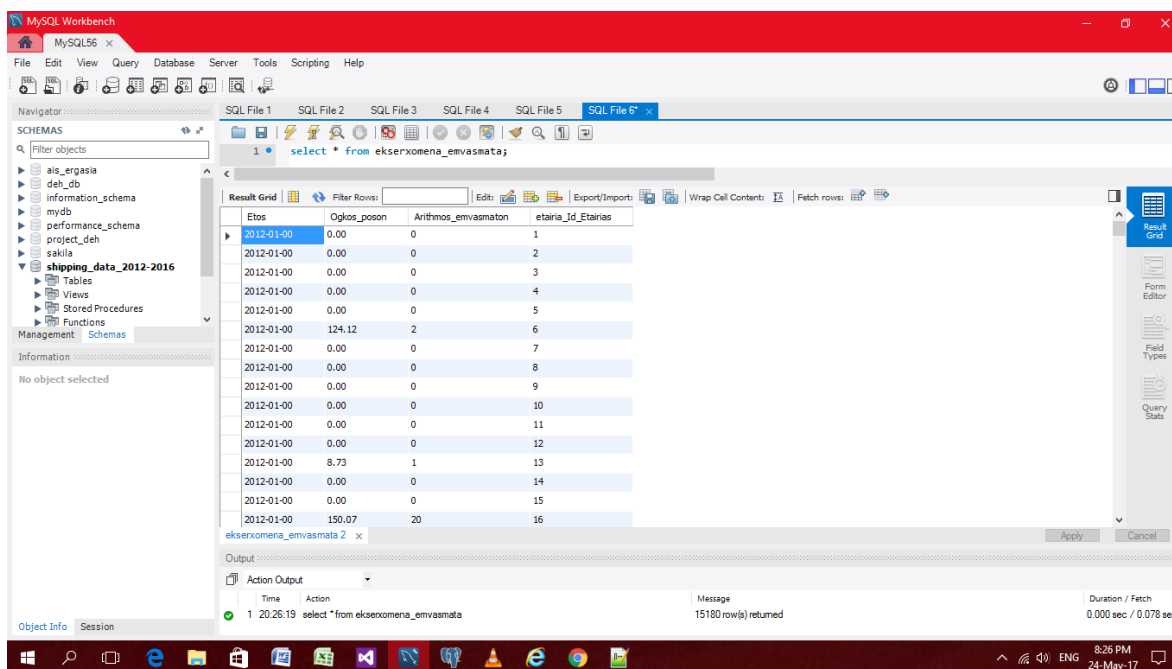 MySQL Workbench
MySQL56
File Edit View Query Database Server Tools Scripting Help
Navigator
SCHEMAS
Filter objects
ais_ergasia
deh_db
information_schema
mydb
performance_schema
project_deh
sakila
shipping_data_2012-2016
Tables
Views
Stored Procedures
Functions
Management Schemas
Information
No object selected
Object Info Session
SQL File 1 SQL File 2 SQL File 3 SQL File 4 SQL File 5 SQL File 6*
1 select * from ekserxomena_emvasmata;
Result Grid Filter Rows: Edit: Export/Import: Wrap Cell Content: Fetch rows:
Etos Ogkos_poson Arithmos_emvasmaton etairia_Id_Etairias
2012-01-00 0.00 0 1
2012-01-00 0.00 0 2
2012-01-00 0.00 0 3
2012-01-00 0.00 0 4
2012-01-00 0.00 0 5
2012-01-00 124.12 2 6
2012-01-00 0.00 0 7
2012-01-00 0.00 0 8
2012-01-00 0.00 0 9
2012-01-00 0.00 0 10
2012-01-00 0.00 0 11
2012-01-00 0.00 0 12
2012-01-00 8.73 1 13
2012-01-00 0.00 0 14
2012-01-00 0.00 0 15
2012-01-00 150.07 20 16
Result Grid
Form Editor
Field Types
Query Stats
ekserxomena_emvasmata 2 Apply Cancel
Output
Action Output
Time Action Message Duration / Fetch
1 20:26:19 select * from ekserxomena_emvasmata 15180 row(s) returned 0.000 sec / 0.078 se
ENG 8:26 PM
24-May-17